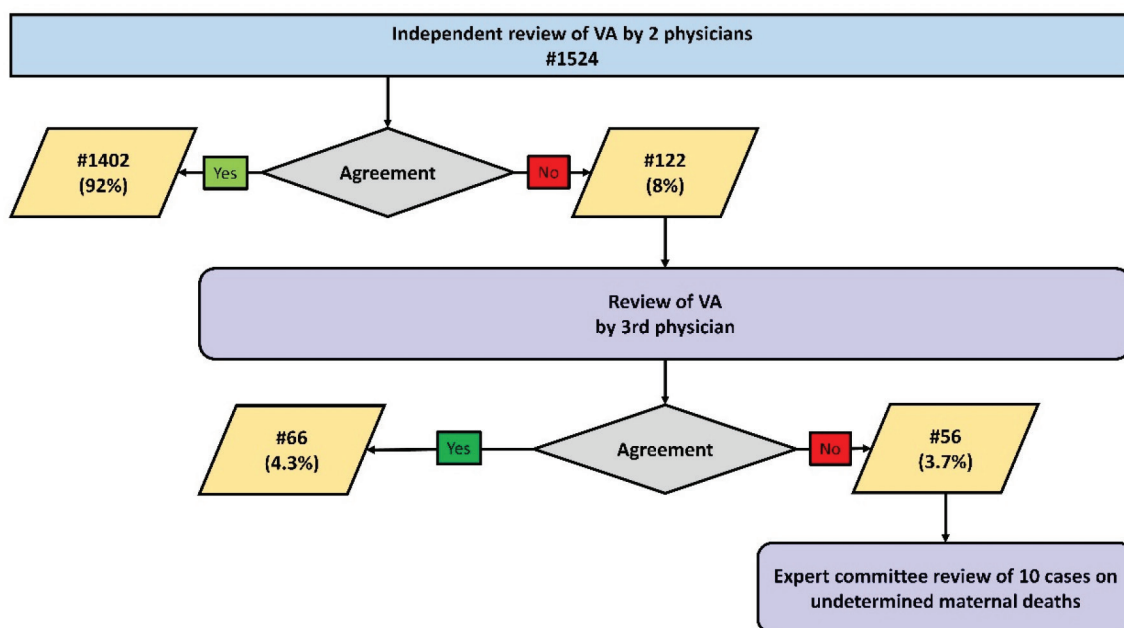 Independent review of VA by 2 physicians
#1524
#1402
(92%)
Yes
Agreement
No
#122
(8%)
Review of VA
by 3rd physician
#66
(4.3%)
Yes
Agreement
No
#56
(3.7%)
Expert committee review of 10 cases on
undetermined maternal deaths